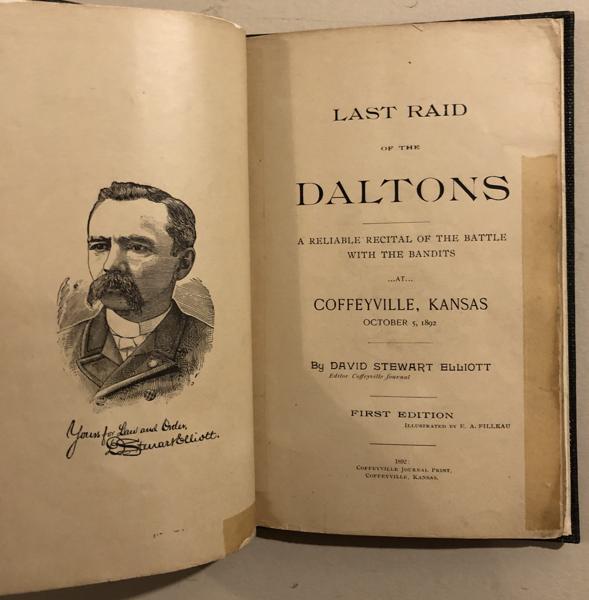 Yours for Law and Order,
D Stewart Elliott.
LAST RAID
OF THE
DALTONS
A RELIABLE RECITAL OF THE BATTLE
WITH THE BANDITS
...AT...
COFFEYVILLE, KANSAS
OCTOBER 5, 1892
By DAVID STEWART ELLIOTT
Editor Coffeyville Journal
FIRST EDITION
ILLUSTRATED BY E. A. FILLEAU
1892:
COFFEYVILLE JOURNAL PRINT,
COFFEYVILLE, KANSAS.